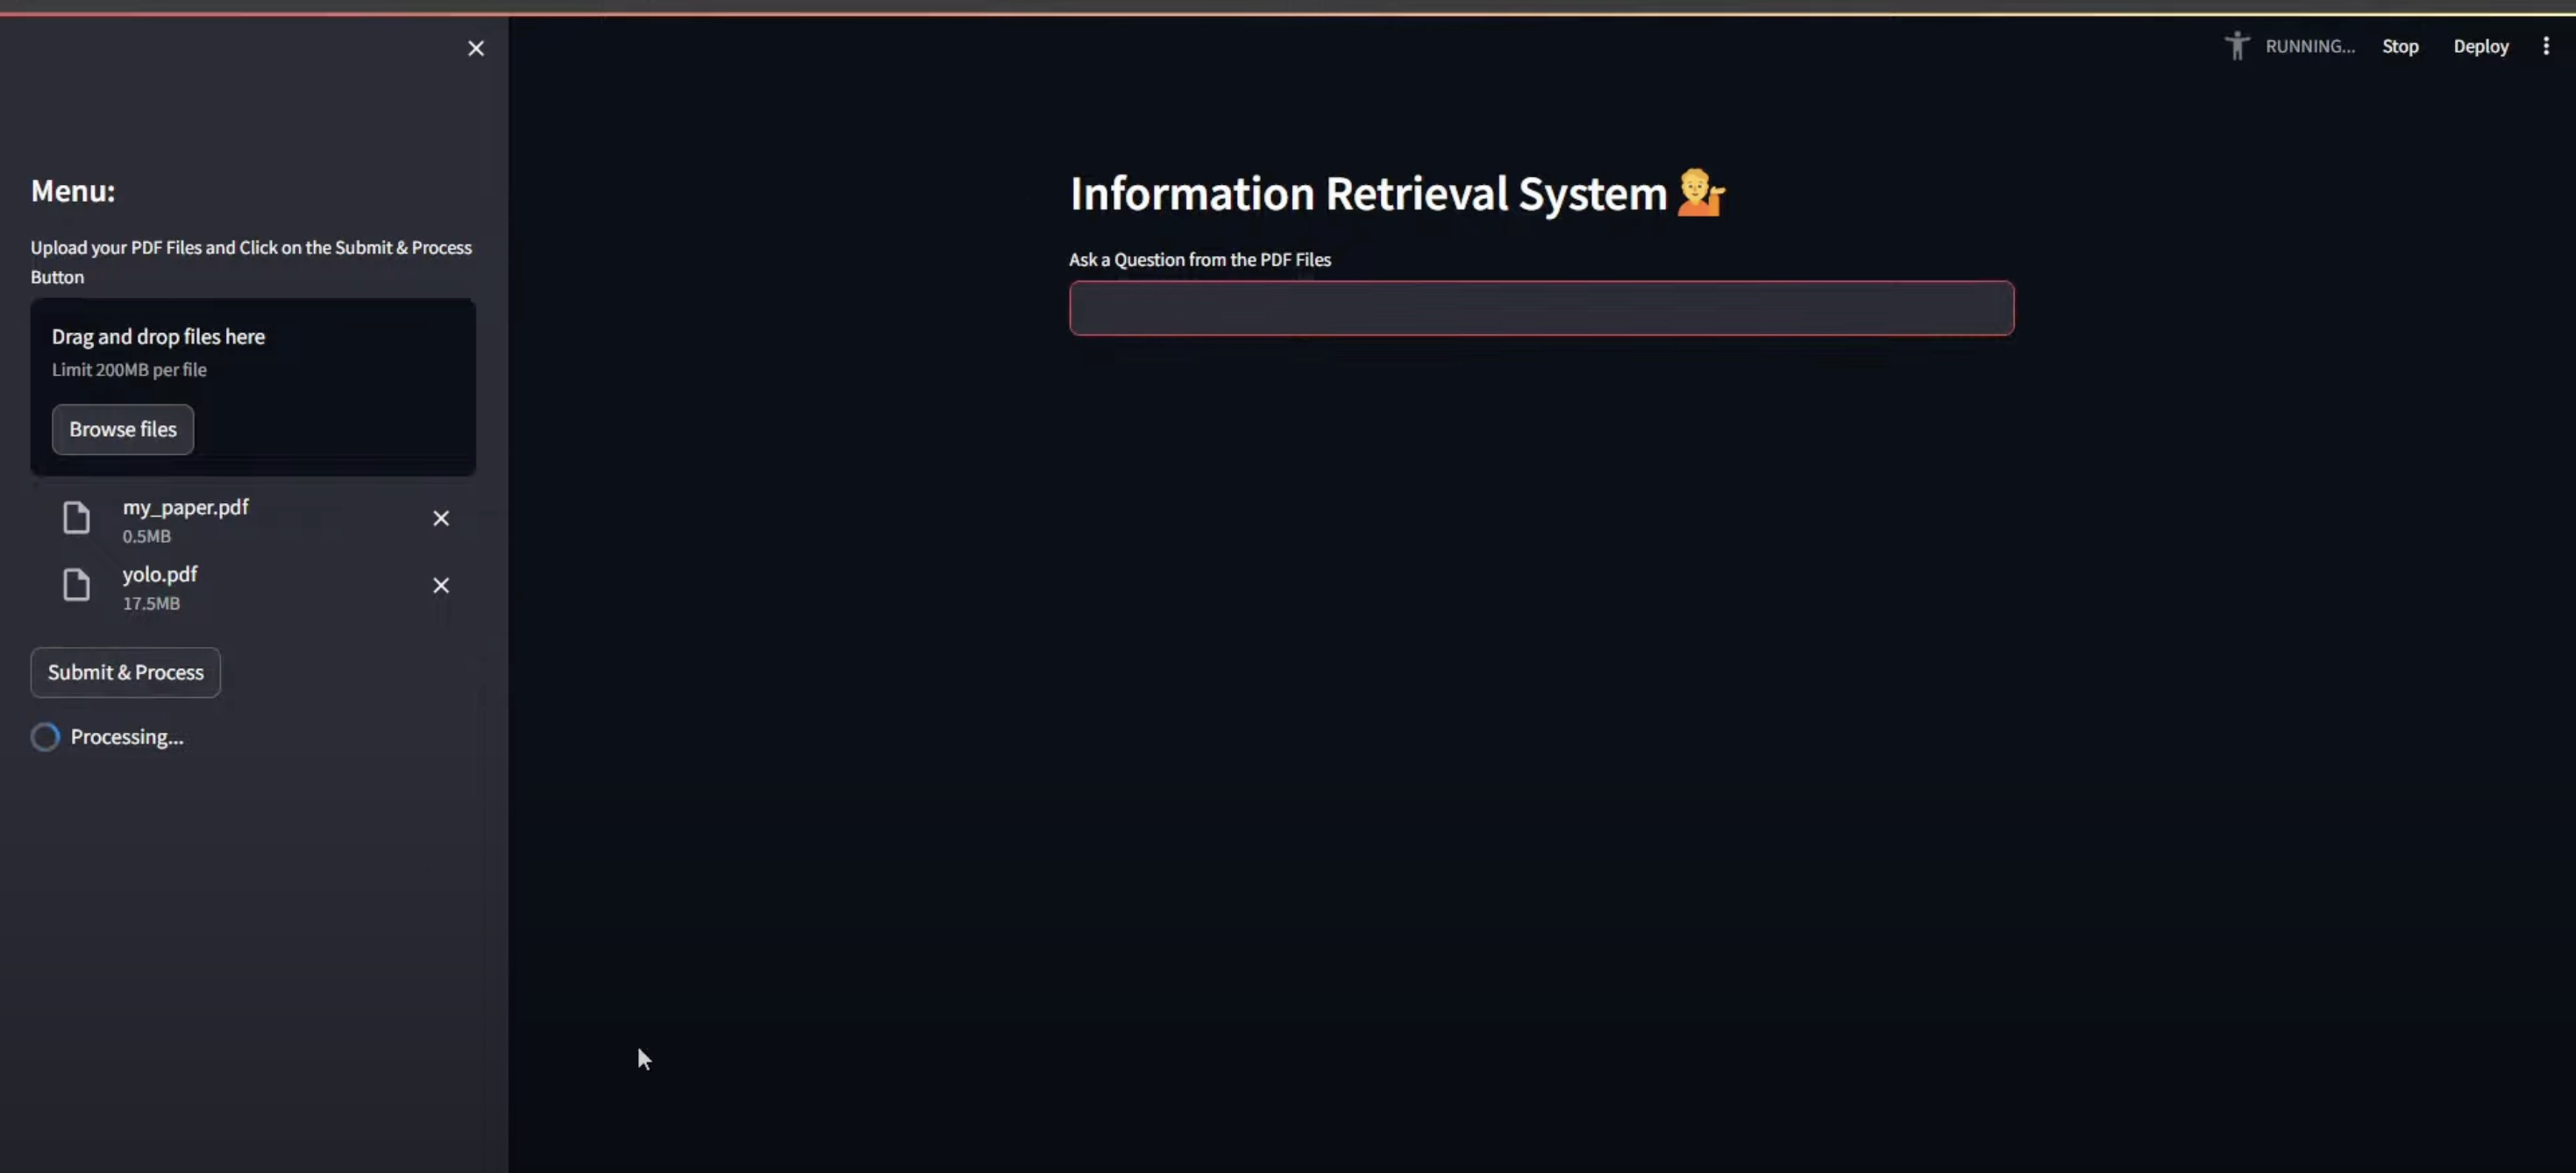 RUNNING...
Stop
Deploy
Menu:
Upload your PDF Files and Click on the Submit & Process
Button
Drag and drop files here
Limit 200MB per file
Browse files
my_paper.pdf
0.5MB
yolo.pdf
17.5MB
Submit & Process
Processing...
Information Retrieval System 💁
Ask a Question from the PDF Files